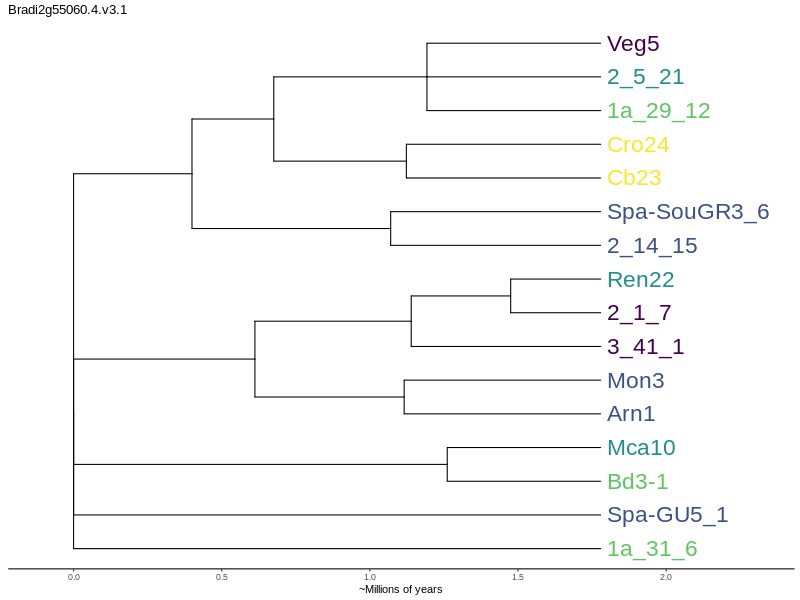 Bradi2g55060.4.v3.1
Veg5
2_5_21
1a_29_12
Cro24
Cb23
Spa-SouGR3_6
2_14_15
Ren22
2_1_7
3_41_1
Mon3
Arn1
Mca10
Bd3-1
Spa-GU5_1
1a_31_6
0.0 0.5 1.0 1.5 2.0
~Millions of years